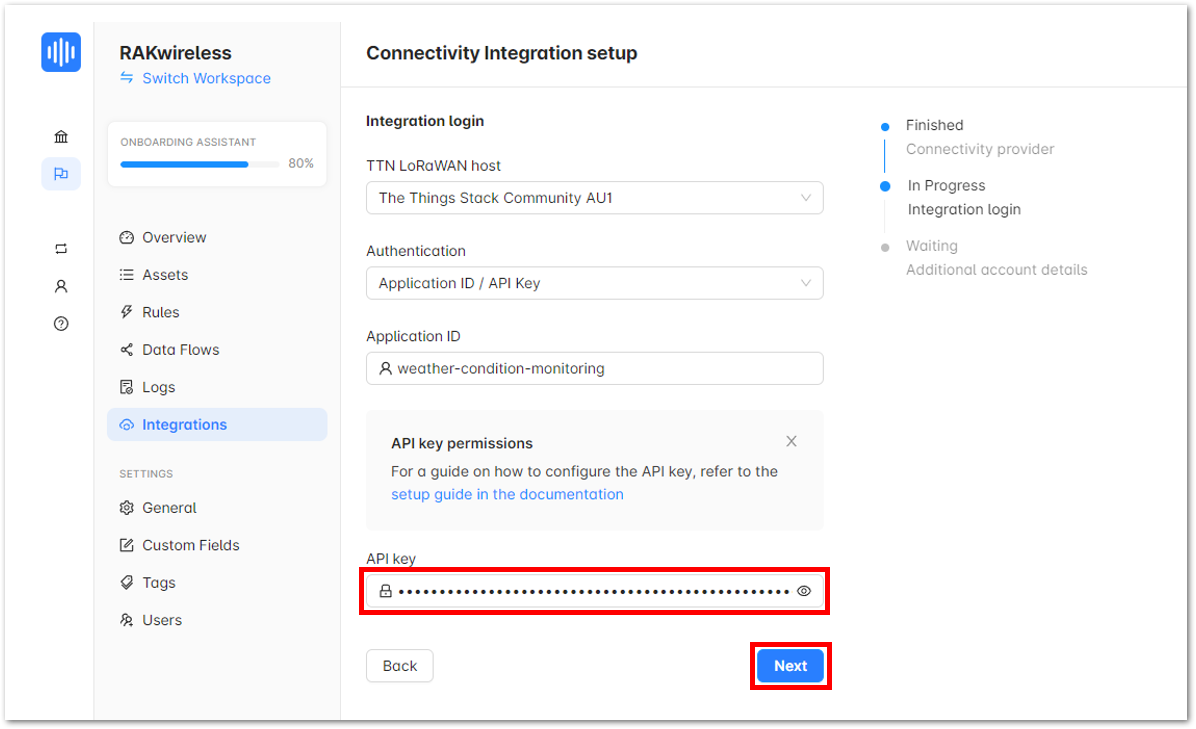 RAKwireless
Switch Workspace
ONBOARDING ASSISTANT
80%
Overview
Assets
Rules
Data Flows
Logs
Integrations
SETTINGS
General
Custom Fields
Tags
Users
Connectivity Integration setup
Integration login
TTN LoRaWAN host
The Things Stack Community AU1
Authentication
Application ID / API Key
Application ID
weather-condition-monitoring
API key permissions
For a guide on how to configure the API key, refer to the
setup guide in the documentation
API key
Back
Next
Finished
Connectivity provider
In Progress
Integration login
Waiting
Additional account details